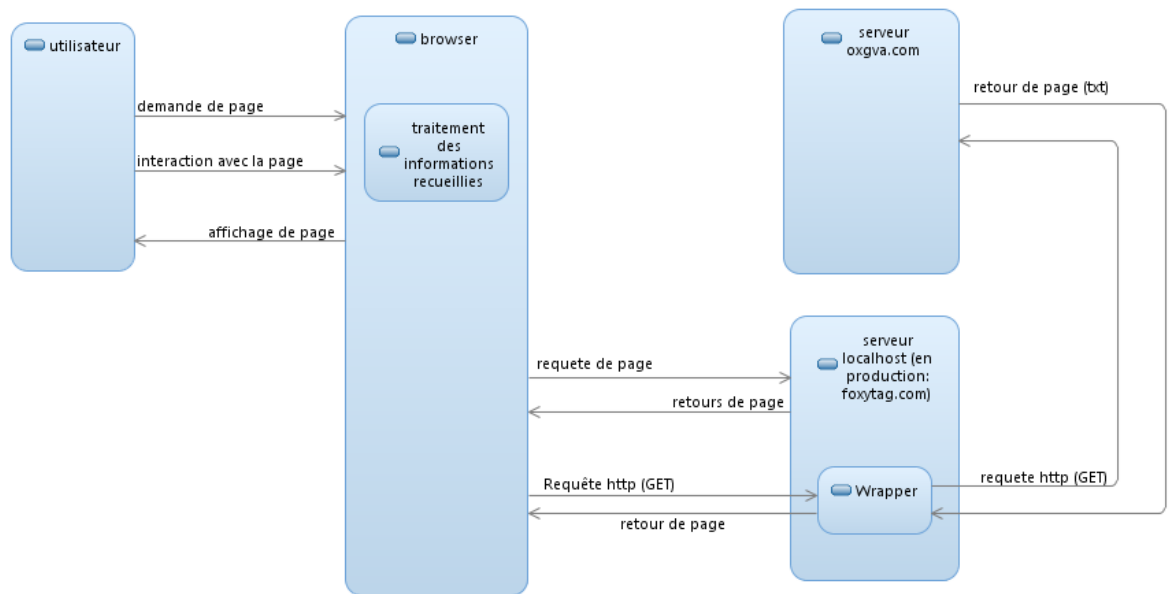 utilisateur
browser
serveur
oxgva.com
retour de page (txt)
demande de page
traitement
des
informations
recueillies
interaction avec la page
affichage de page
serveur
localhost (en
production:
foxytag.com)
requete de page
retours de page
Requête http (GET)
Wrapper
requete http (GET)
retour de page